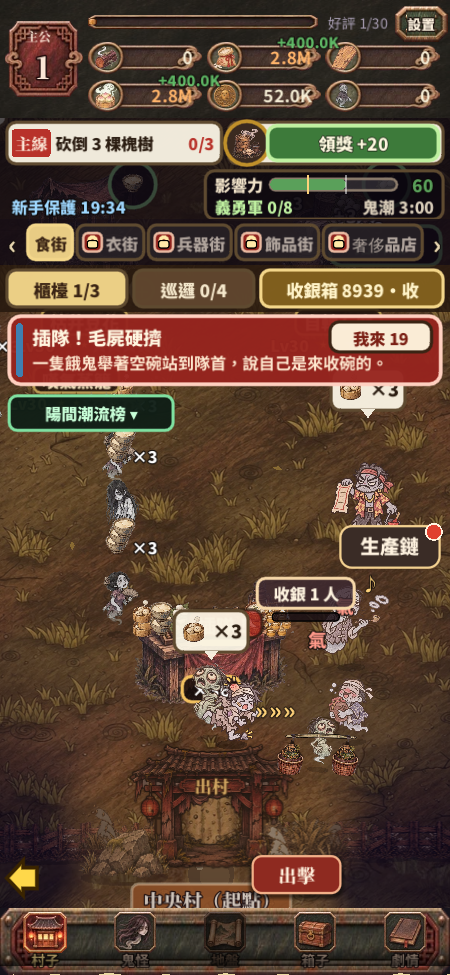 主公
1
好評 1/30
設置
0
+400.0K
2.8M
0
+400.0K
2.8M
52.0K
0
主線 砍倒 3 棵槐樹 0/3
領獎 +20
影響力 60
新手保護 19:34
義勇軍 0/8
鬼潮 3:00
‹ 食街 衣街 兵器街 飾品街 奢侈品店 ›
櫃檯 1/3
巡邏 0/4
收銀箱 8939・收
插隊！毛屍硬擠
我來 19
一隻餓鬼舉著空碗站到隊首，說自己是來收碗的。
陽間潮流榜 ▾
×3
×3
×3
生產鏈
收銀 1 人
×3
氣
出村
出擊
中央村（起點）
村子
鬼怪
地盤
箱子
劇情